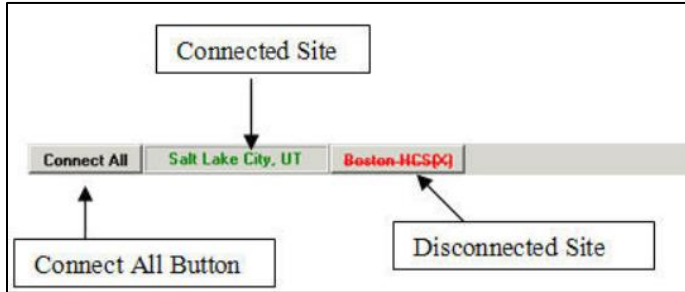 Connected Site
Connect All
Salt Lake City, UT
Boston HCS(X)
Connect All Button
Disconnected Site